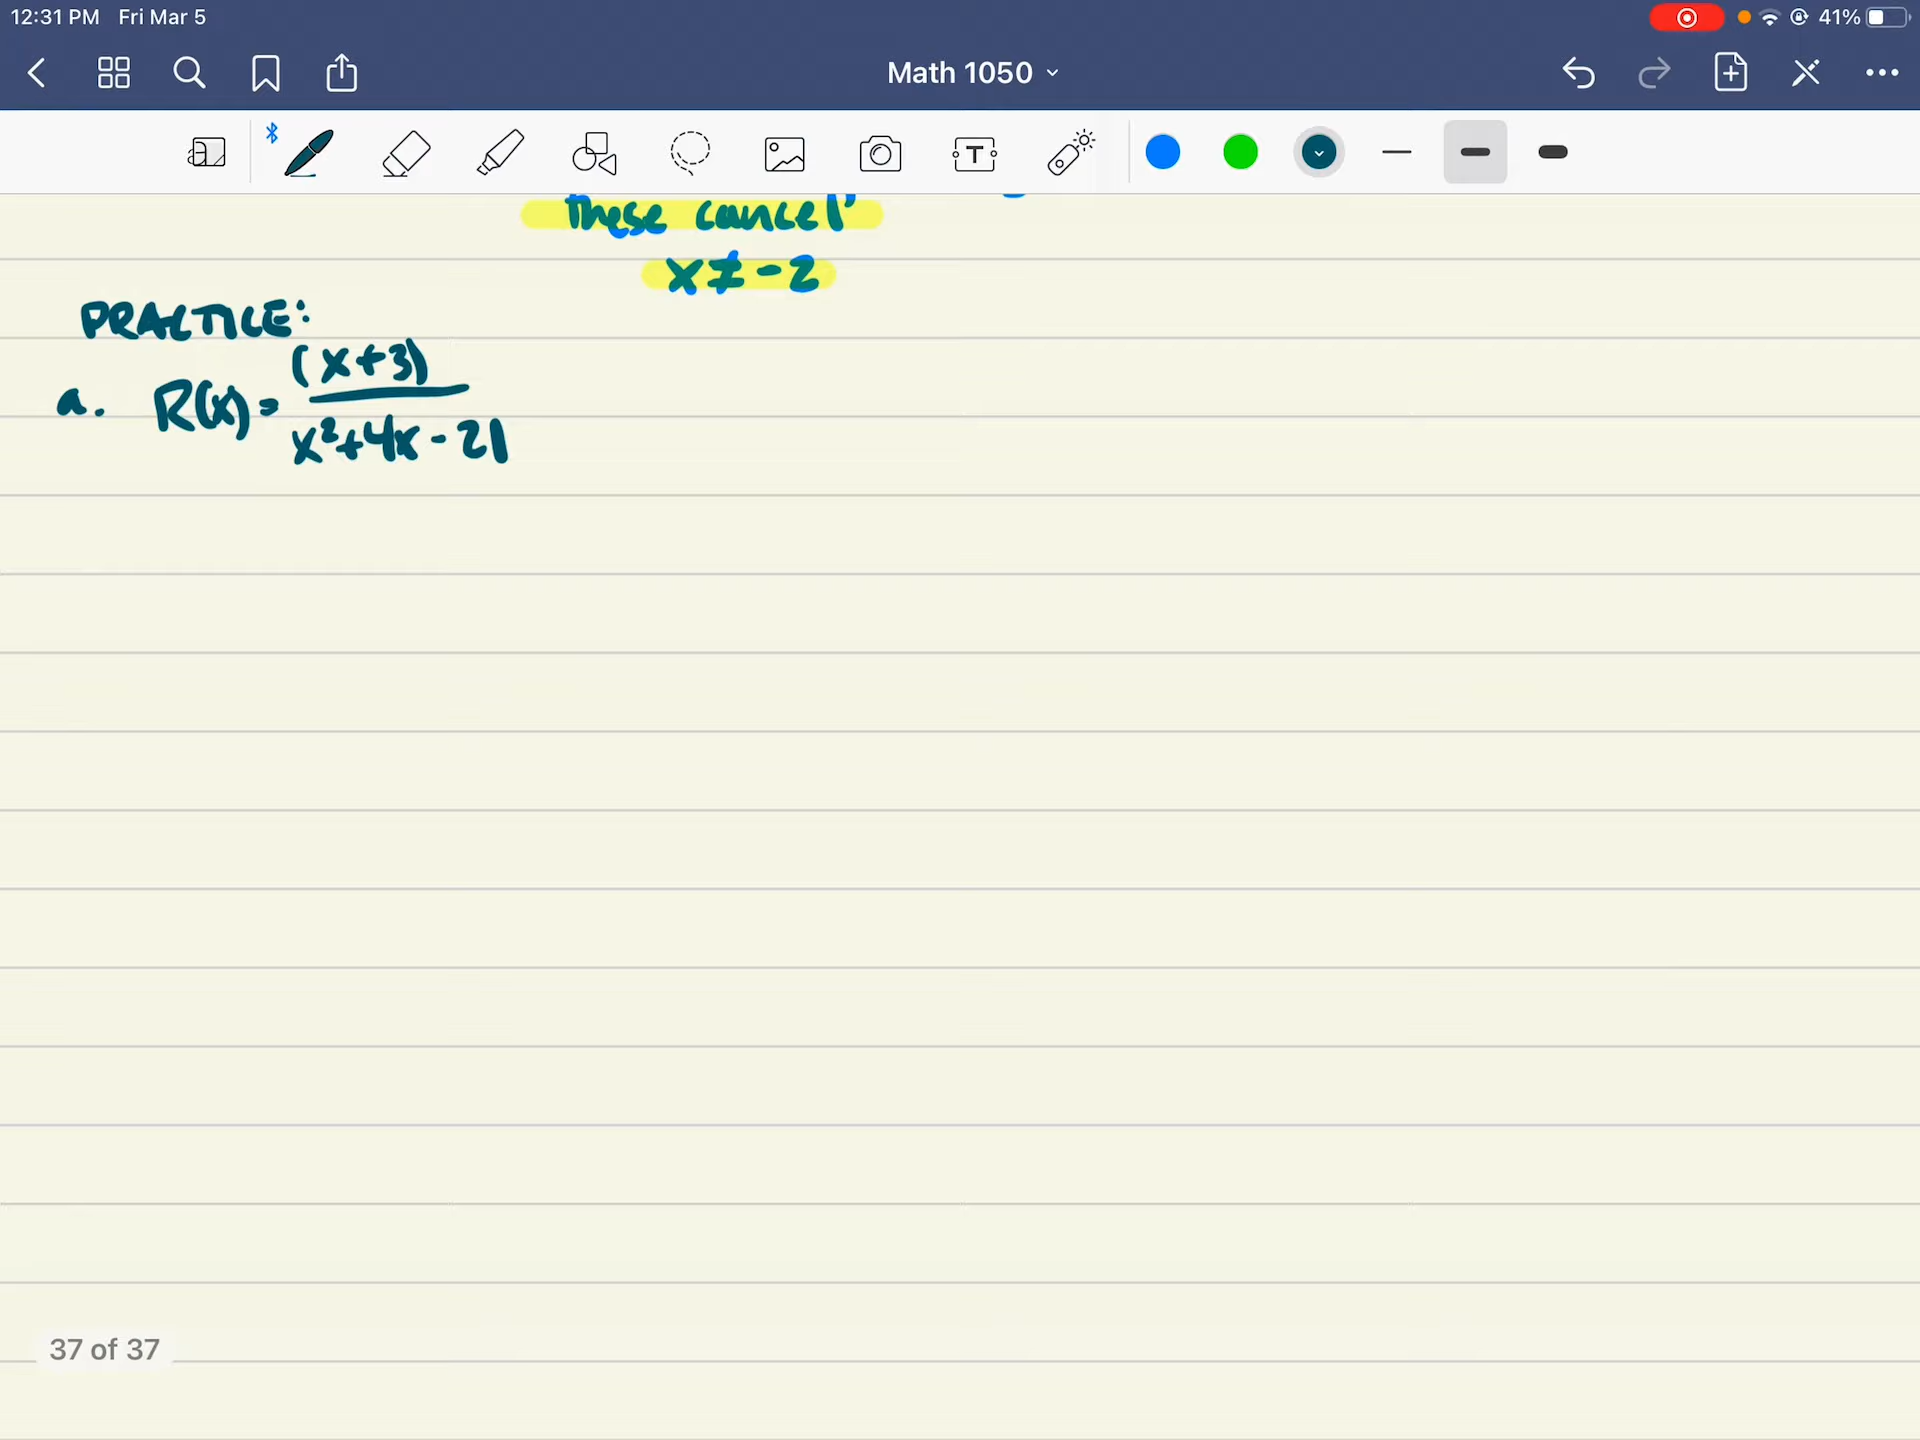 12:31 PM Fri Mar 5
41%
Math 1050
These cancel
x ≠ -2
PRACTICE:
a. R(x) = (x+3)
x²+4x-21
37 of 37